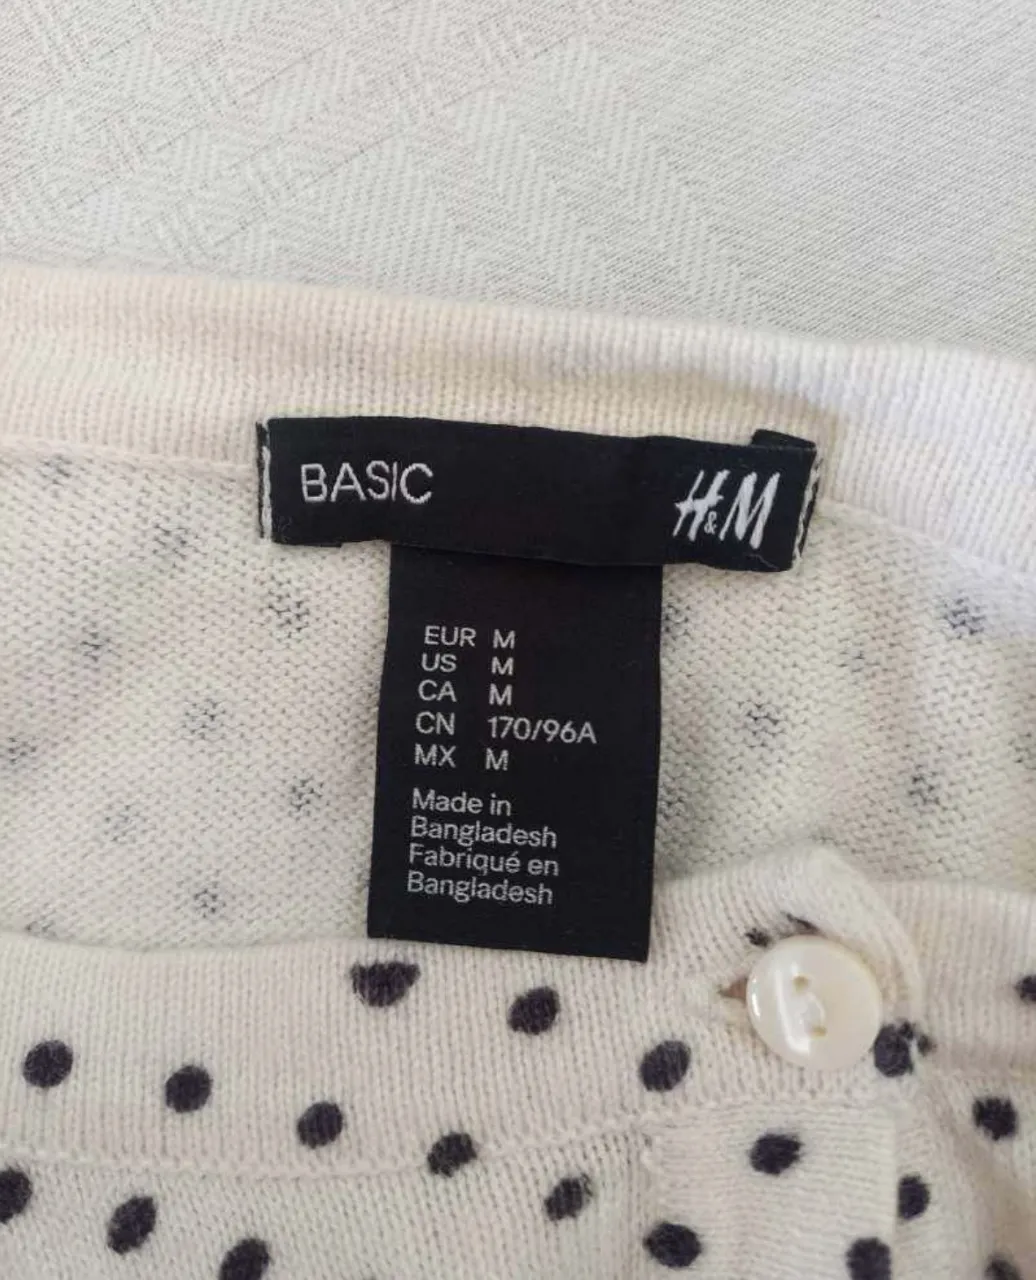 BASIC
H&M
EUR M
US M
CA M
CN 170/96A
MX M
Made in
Bangladesh
Fabriqué en
Bangladesh